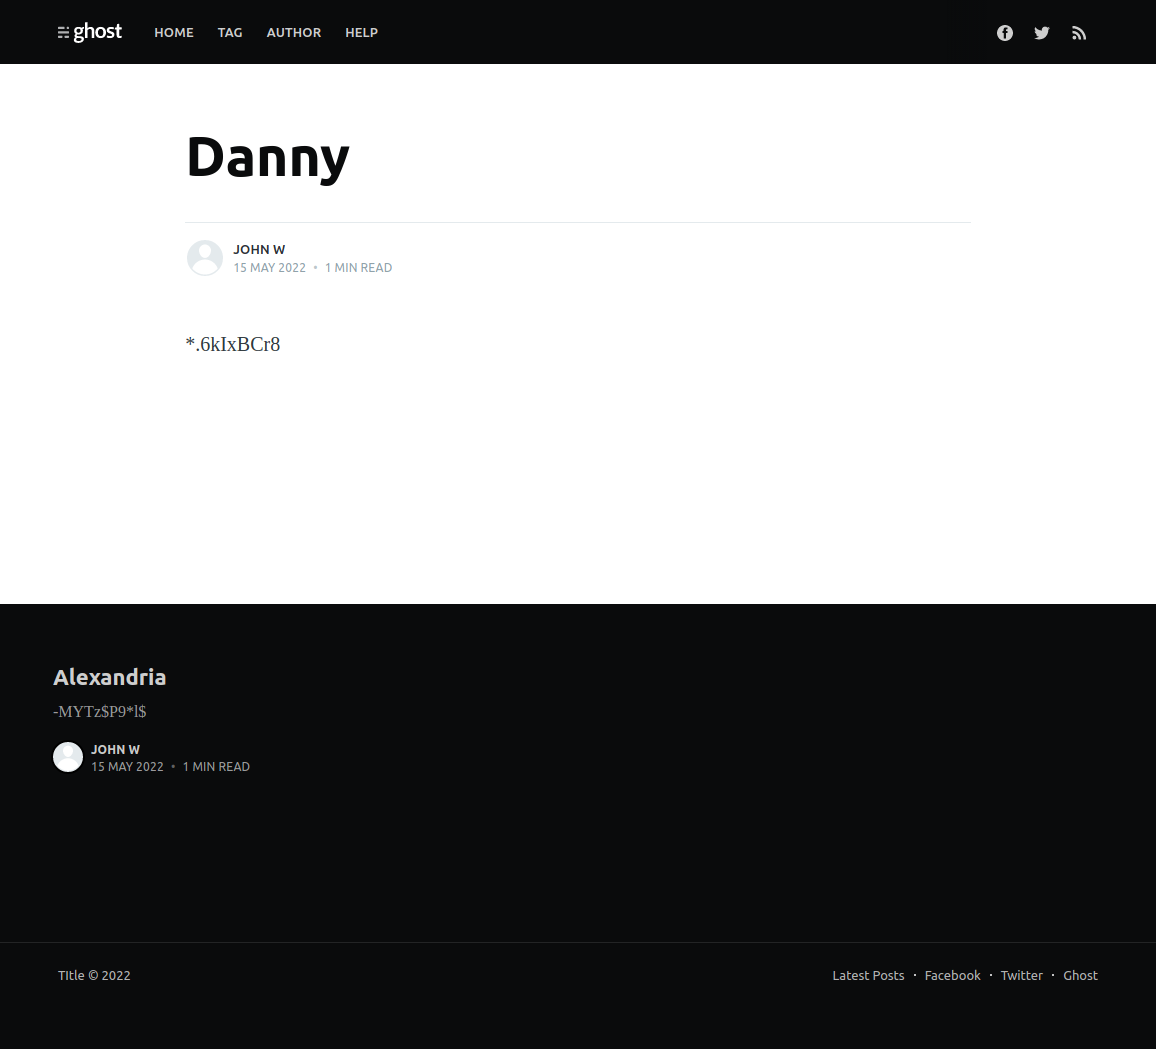 ghost HOME TAG AUTHOR HELP
Danny
JOHN W
15 MAY 2022 • 1 MIN READ
*.6kIxBCr8
Alexandria
-MYTz$P9*l$
JOHN W
15 MAY 2022 • 1 MIN READ
TItle © 2022
Latest Posts • Facebook • Twitter • Ghost